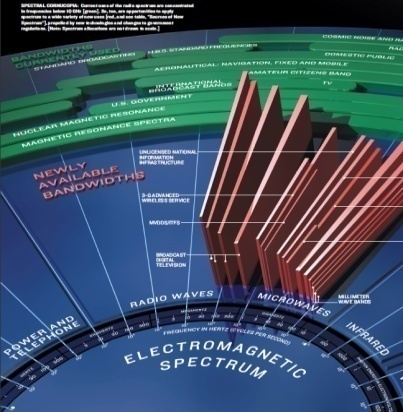 SPECTRAL CORNUCOPIA: Current uses of the radio spectrum are concentrated
in frequencies below 10 GHz [green]. So, too, are opportunities to apply
spectrum to a wide variety of new uses [red, and see table, "Sources of New
Spectrum"], propelled by new technologies and changes to government
regulations. [Note: Spectrum allocations are not drawn to scale.]
BANDWIDTHS
CURRENTLY USED
STANDARD BROADCASTING
N.B.S. STANDARD FREQUENCIES
COSMIC NOISE AND RA
RAD
DOMESTIC PUBLIC
AERONAUTICAL: NAVIGATION, FIXED AND MOBILE
AMATEUR CITIZENS BAND
TV
INTERNATIONAL
BROADCAST BANDS
U.S. GOVERNMENT
NUCLEAR MAGNETIC RESONANCE
MAGNETIC RESONANCE SPECTRA
NEWLY
AVAILABLE
BANDWIDTHS
UNLICENSED NATIONAL
INFORMATION
INFRASTRUCTURE
3-G/ADVANCED
WIRELESS SERVICE
MVDDS/ITFS
BROADCAST
DIGITAL
TELEVISION
MILLIMETER
WAVE BANDS
POWER AND
TELEPHONE
RADIO WAVES
MICROWAVES
INFRARED
FREQUENCY IN HERTZ (CYCLES PER SECOND)
ELECTROMAGNETIC
SPECTRUM